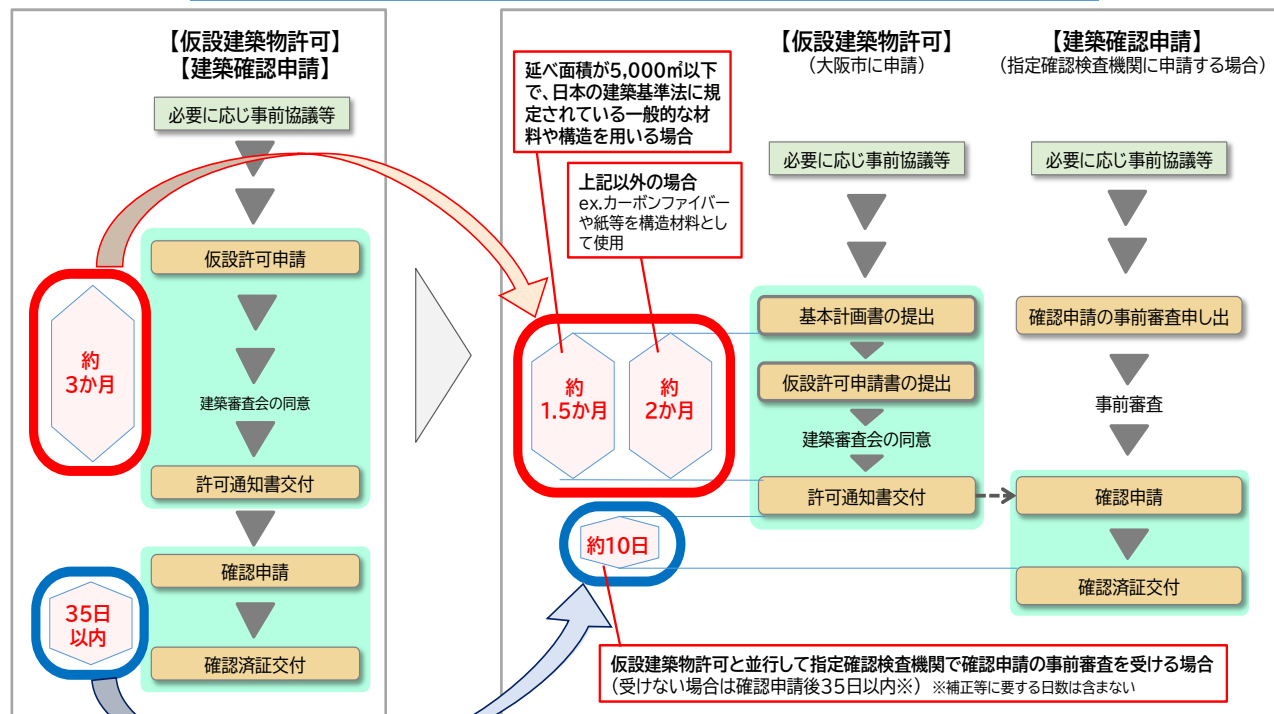 【仮設建築物許可】
【建築確認申請】
必要に応じ事前協議等
仮設許可申請
約
3か月
建築審査会の同意
許可通知書交付
確認申請
35日
以内
確認済証交付
延べ面積が5,000㎡以下
で、日本の建築基準法に規
定されている一般的な材
料や構造を用いる場合
上記以外の場合
ex.カーボンファイバー
や紙等を構造材料とし
て使用
【仮設建築物許可】
(大阪市に申請)
必要に応じ事前協議等
基本計画書の提出
約
1.5か月
約
2か月
仮設許可申請書の提出
建築審査会の同意
許可通知書交付
【建築確認申請】
(指定確認検査機関に申請する場合)
必要に応じ事前協議等
確認申請の事前審査申し出
事前審査
確認申請
約10日
確認済証交付
仮設建築物許可と並行して指定確認検査機関で確認申請の事前審査を受ける場合
(受けない場合は確認申請後35日以内※) ※補正等に要する日数は含まない